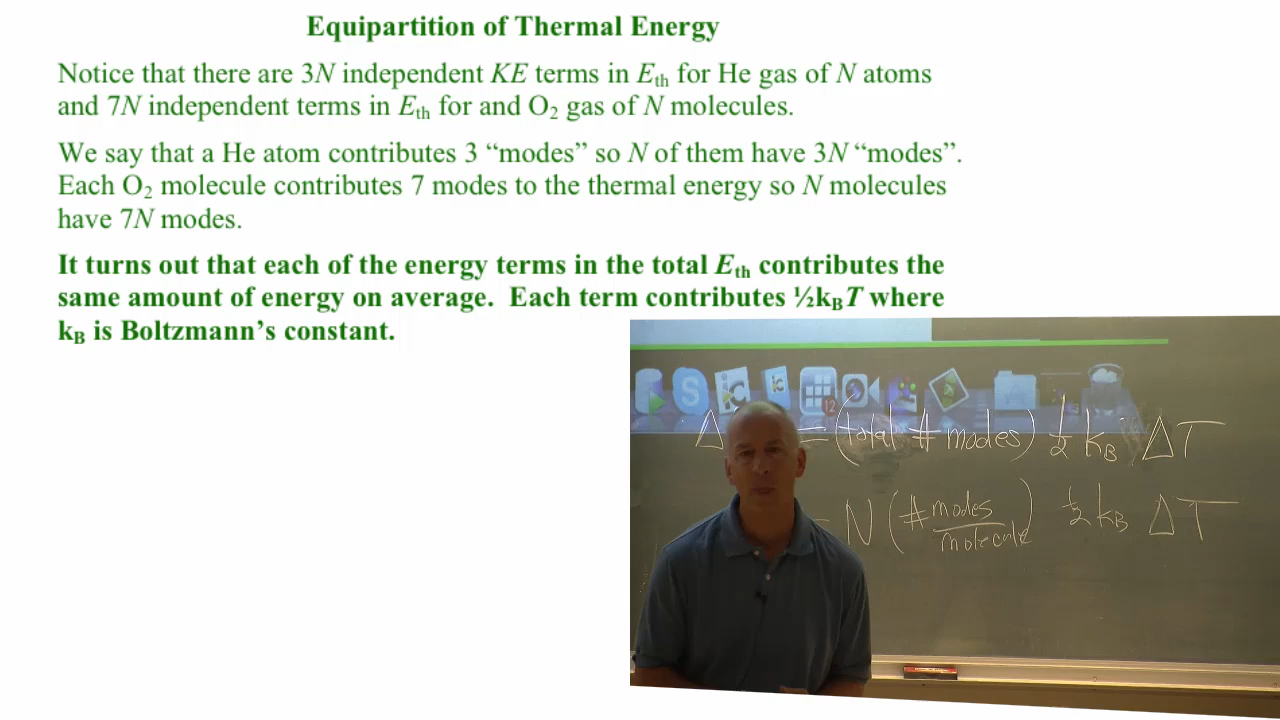 Equipartition of Thermal Energy
Notice that there are 3N independent KE terms in Eth for He gas of N atoms
and 7N independent terms in Eth for and O2 gas of N molecules.
We say that a He atom contributes 3 “modes” so N of them have 3N “modes”.
Each O2 molecule contributes 7 modes to the thermal energy so N molecules
have 7N modes.
It turns out that each of the energy terms in the total Eth contributes the
same amount of energy on average. Each term contributes ½kBT where
kB is Boltzmann’s constant.
12
Δ = (total # modes) ½ kB ΔT
= N (# modes/molecule) ½ kB ΔT